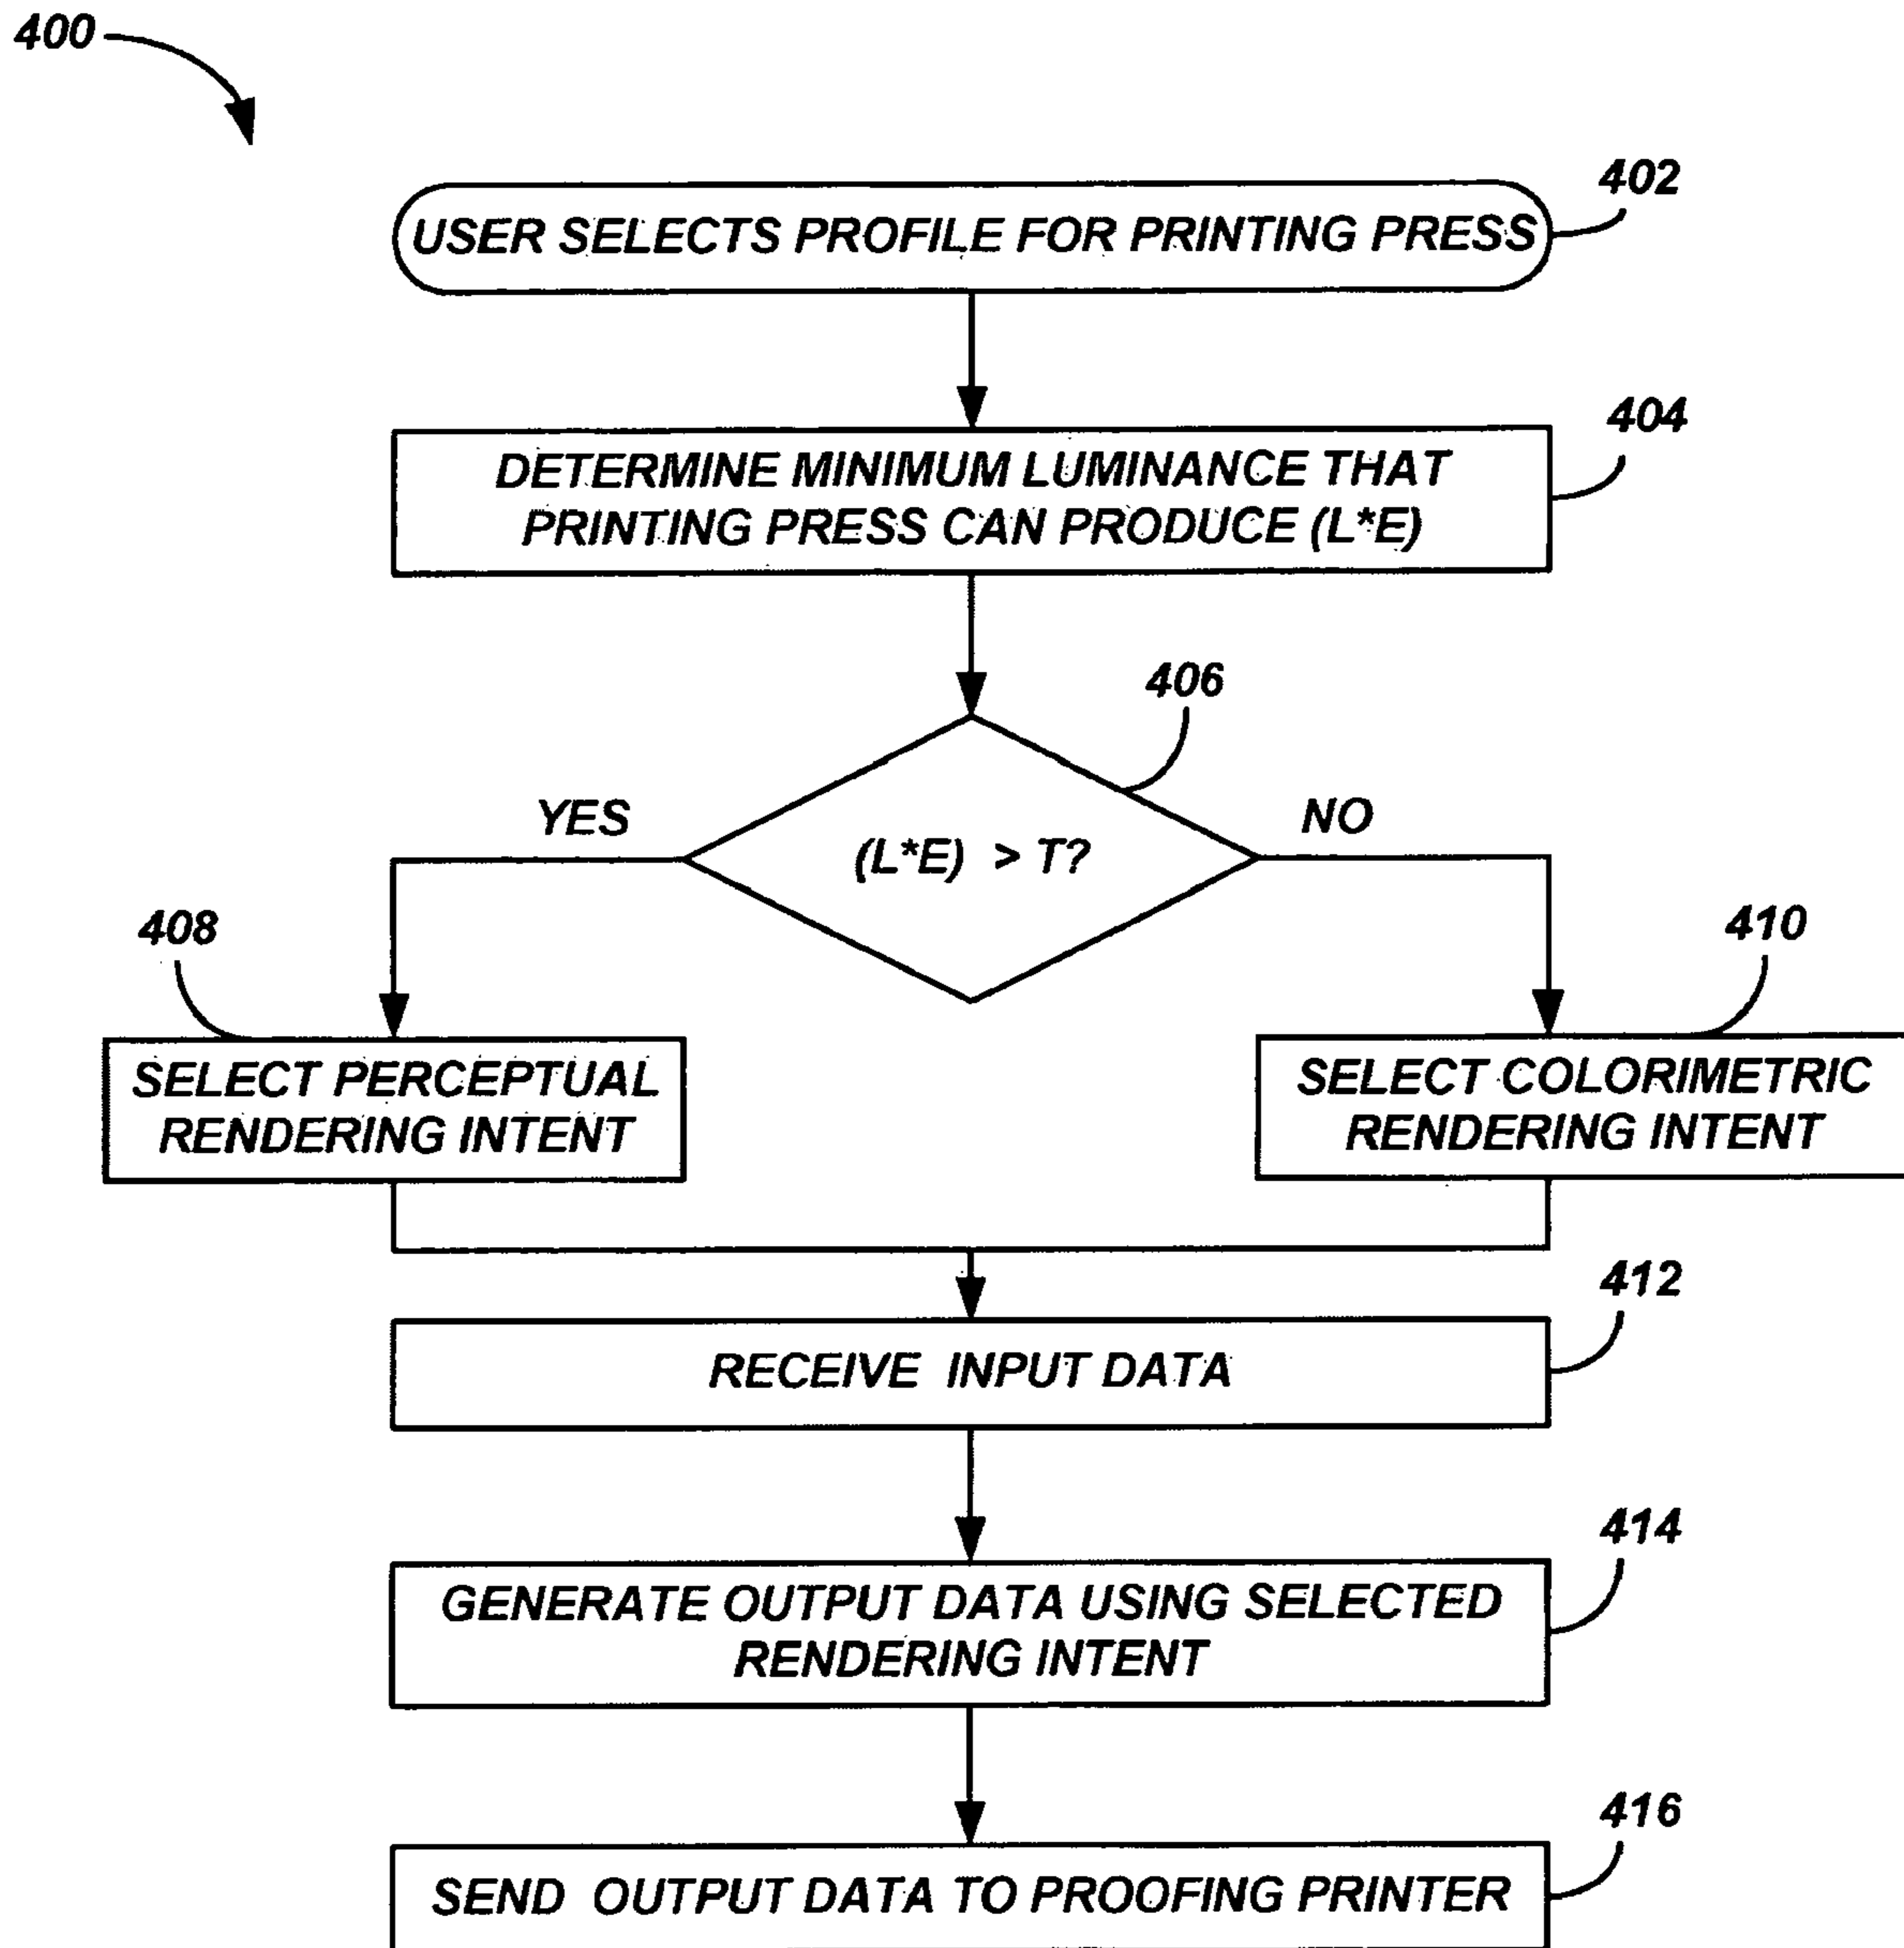 400
402
USER SELECTS PROFILE FOR PRINTING PRESS
404
DETERMINE MINIMUM LUMINANCE THAT
PRINTING PRESS CAN PRODUCE (L*E)
406
YES
NO
(L*E) > T?
408
410
SELECT PERCEPTUAL
RENDERING INTENT
SELECT COLORIMETRIC
RENDERING INTENT
412
RECEIVE INPUT DATA
414
GENERATE OUTPUT DATA USING SELECTED
RENDERING INTENT
416
SEND OUTPUT DATA TO PROOFING PRINTER